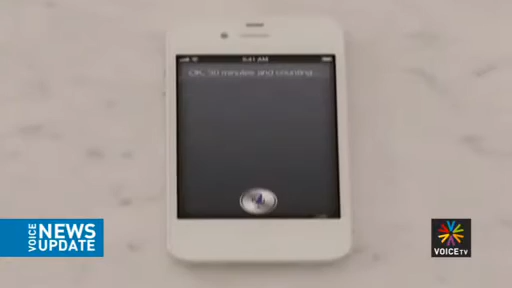 9:41 AM
OK, 30 minutes and counting...
VOICE
NEWS
UPDATE
VOICE TV